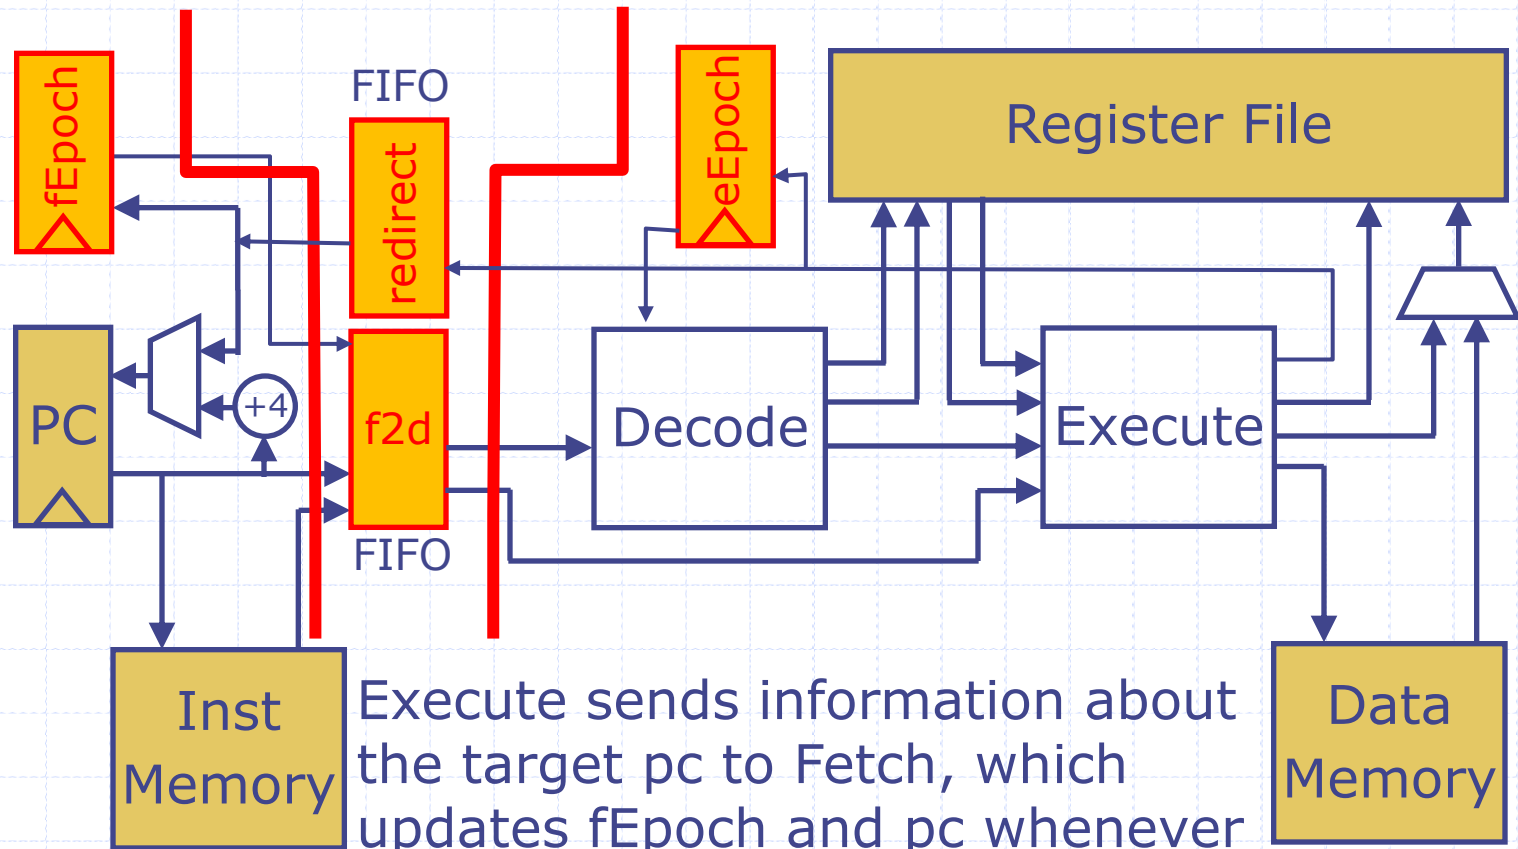 fEpoch
FIFO
redirect
eEpoch
Register File
PC
+4
f2d
FIFO
Decode
Execute
Inst
Memory
Execute sends information about
the target pc to Fetch, which
updates fEpoch and pc whenever
Data
Memory